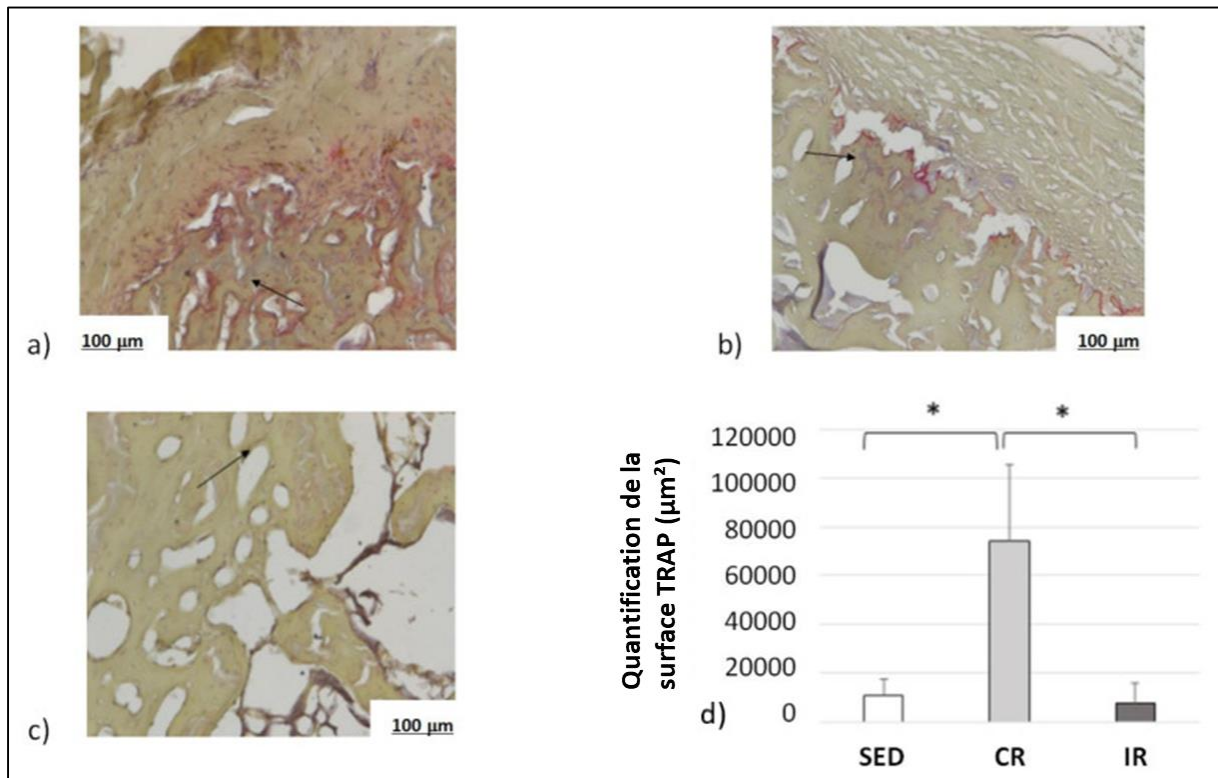 100 µm
a)
100 µm
b)
100 µm
c)
Quantification de la
surface TRAP (µm²)
* *
120000
100000
80000
60000
40000
20000
0
d)
SED CR IR